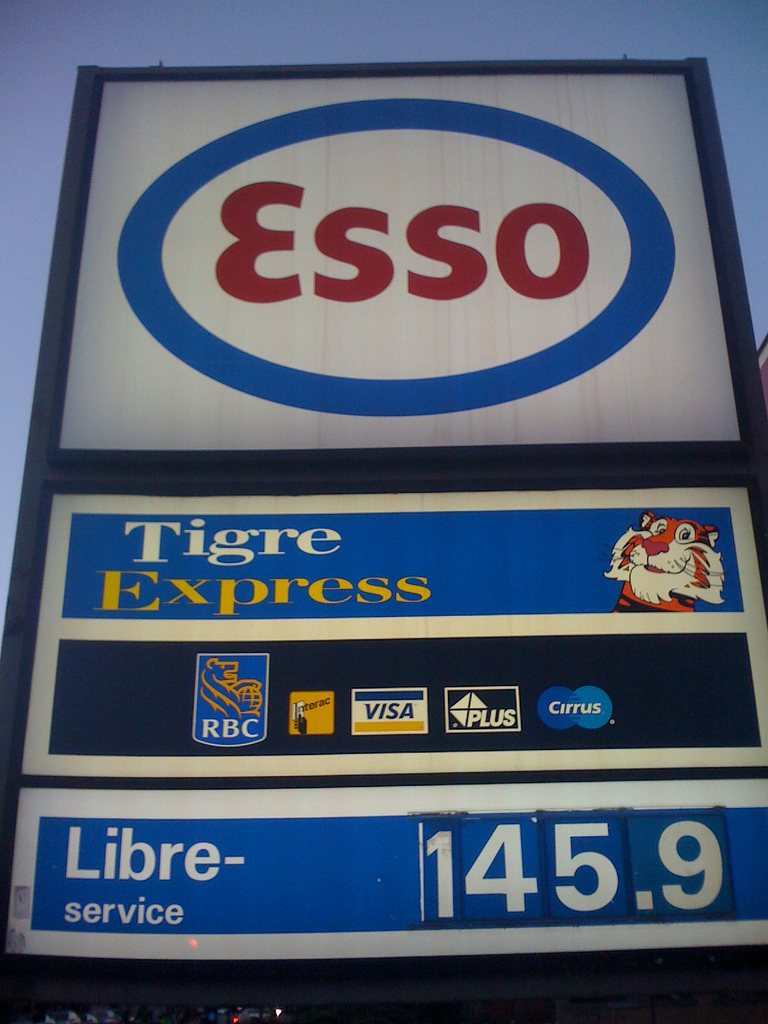 Esso
Tigre
Express
RBC Interac VISA PLUS Cirrus
Libre-
service
145.9